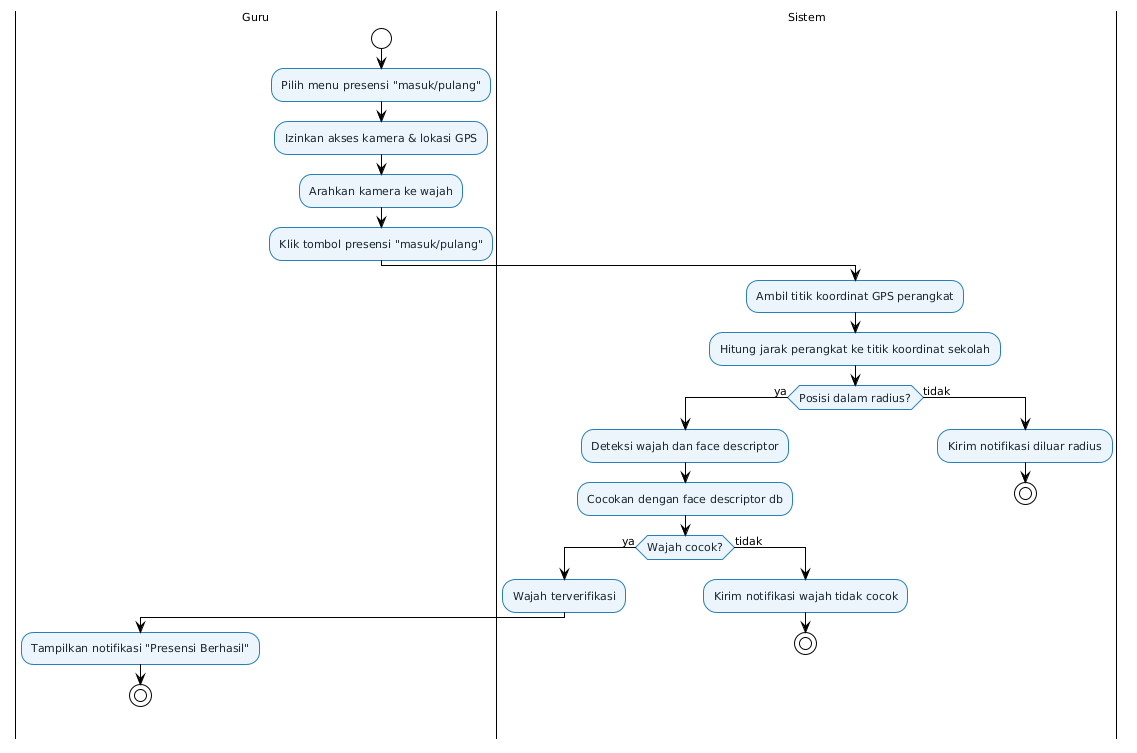 Guru
Sistem
Pilih menu presensi "masuk/pulang"
Izinkan akses kamera & lokasi GPS
Arahkan kamera ke wajah
Klik tombol presensi "masuk/pulang"
Ambil titik koordinat GPS perangkat
Hitung jarak perangkat ke titik koordinat sekolah
ya
Posisi dalam radius?
tidak
Deteksi wajah dan face descriptor
Kirim notifikasi diluar radius
Cocokan dengan face descriptor db
ya
Wajah cocok?
tidak
Wajah terverifikasi
Kirim notifikasi wajah tidak cocok
Tampilkan notifikasi "Presensi Berhasil"